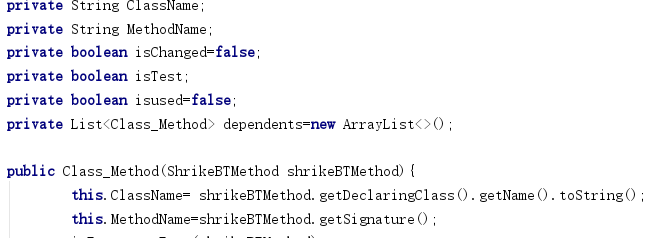 private String ClassName;
private String MethodName;
private boolean isChanged=false;
private boolean isTest;
private boolean isused=false;
private List<Class_Method> dependents=new ArrayList<>();
public Class_Method(ShrikeBTMethod shrikeBTMethod){
this.ClassName= shrikeBTMethod.getDeclaringClass().getName().toString();
this.MethodName=shrikeBTMethod.getSignature();